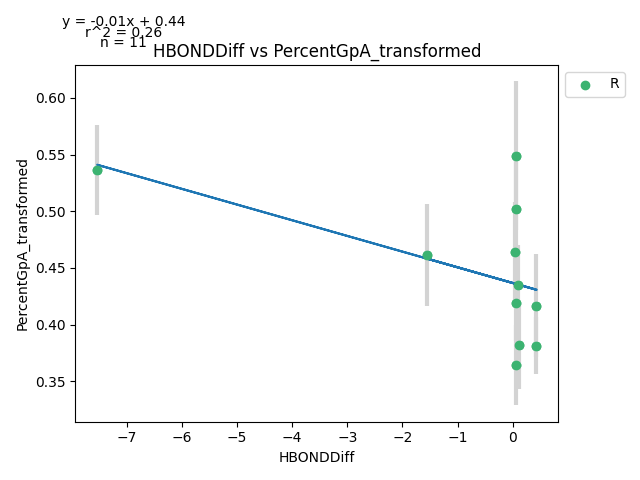 y = -0.01x + 0.44
r^2 = 0.26
n = 11
HBONDDiff vs PercentGpA_transformed
R
PercentGpA_transformed
0.60
0.55
0.50
0.45
0.40
0.35
−7 −6 −5 −4 −3 −2 −1 0
HBONDDiff